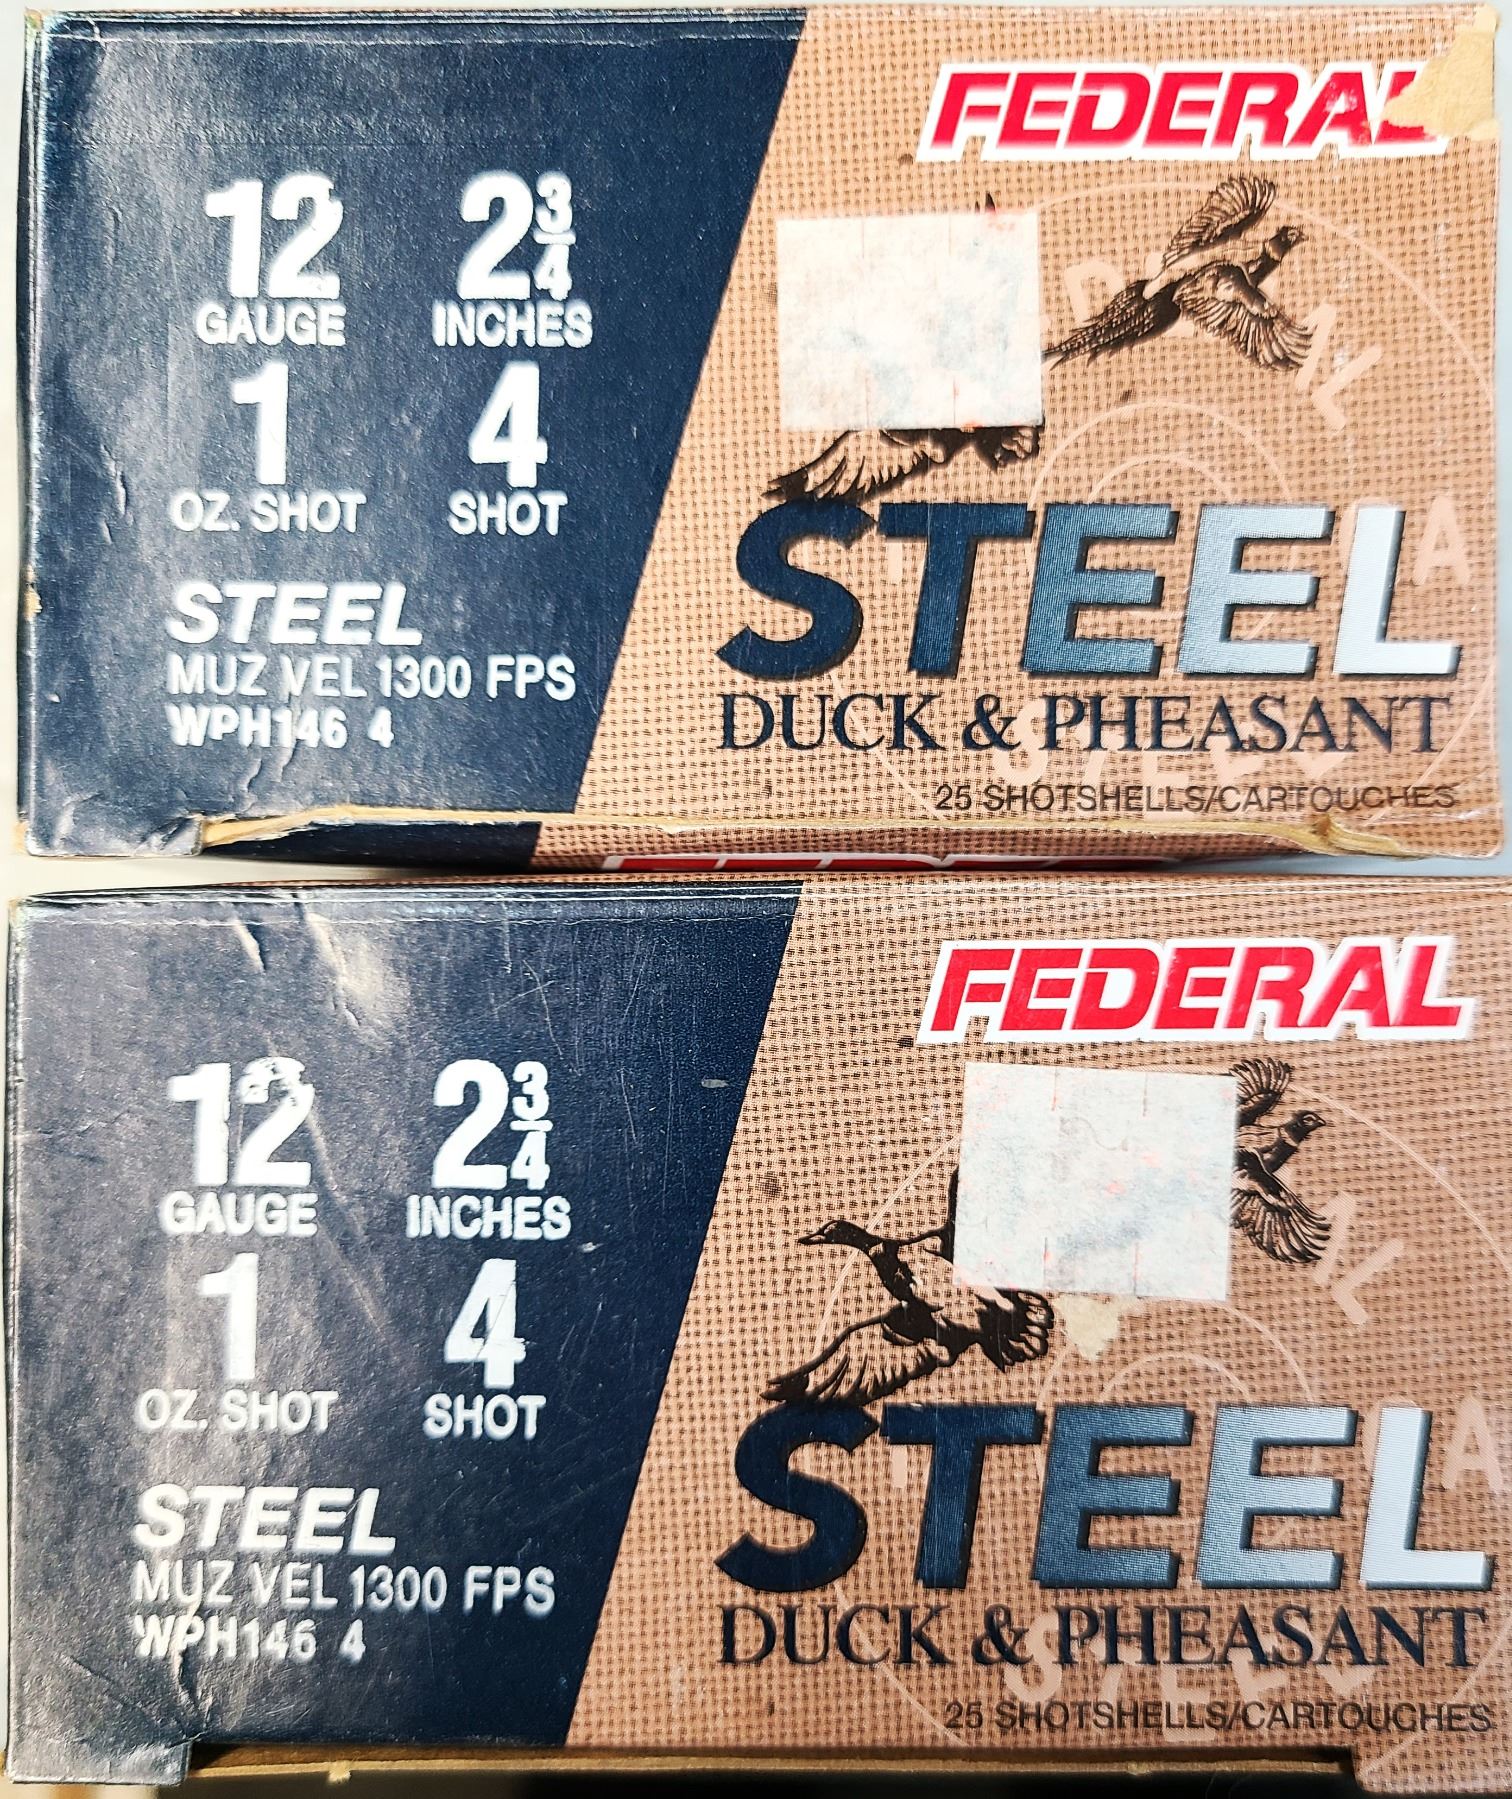 FEDERAL
12 2 3/4
GAUGE INCHES
1 4
OZ. SHOT SHOT
STEEL
MUZ VEL 1300 FPS
WPH146 4
STEEL
DUCK & PHEASANT
25 SHOTSHELLS/CARTOUCHES
FEDERAL
12 2 3/4
GAUGE INCHES
1 4
OZ. SHOT SHOT
STEEL
MUZ VEL 1300 FPS
WPH146 4
STEEL
DUCK & PHEASANT
25 SHOTSHELLS/CARTOUCHES